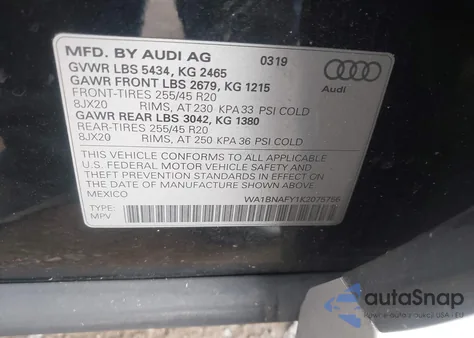 MFD. BY AUDI AG 0319
GVWR LBS 5434, KG 2465
GAWR FRONT LBS 2679, KG 1215
FRONT-TIRES 255/45 R20
8JX20 RIMS, AT 230 KPA 33 PSI COLD
GAWR REAR LBS 3042, KG 1380
REAR-TIRES 255/45 R20
8JX20 RIMS, AT 250 KPA 36 PSI COLD
Audi
THIS VEHICLE CONFORMS TO ALL APPLICABLE
U.S. FEDERAL MOTOR VEHICLE SAFETY
STANDARDS IN EFFECT ON THE
DATE OF MANUFACTURE SHOWN ABOVE.
MEXICO
WA1BNAFY1K2075756
TYPE:
MPV
autoSnap
USA - EU